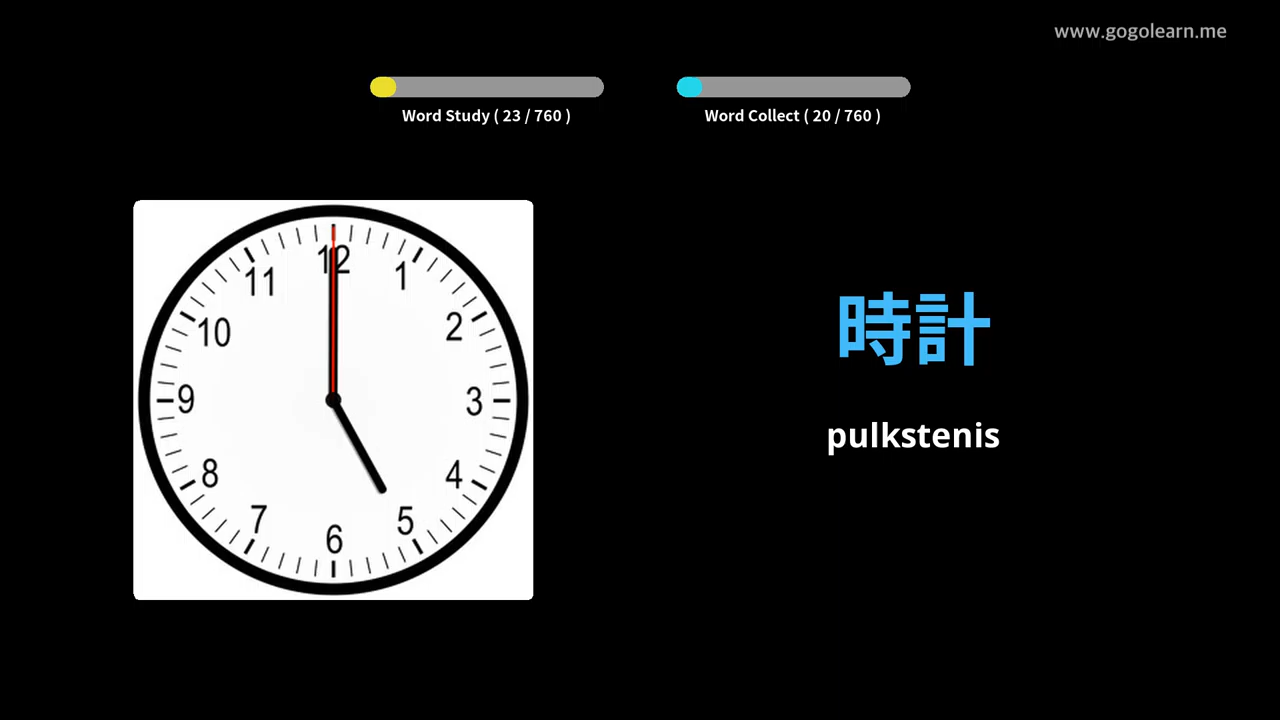 www.gogolearn.me
Word Study ( 23 / 760 )
Word Collect ( 20 / 760 )
12
1
2
3
4
5
6
7
8
9
10
11
時計
pulkstenis